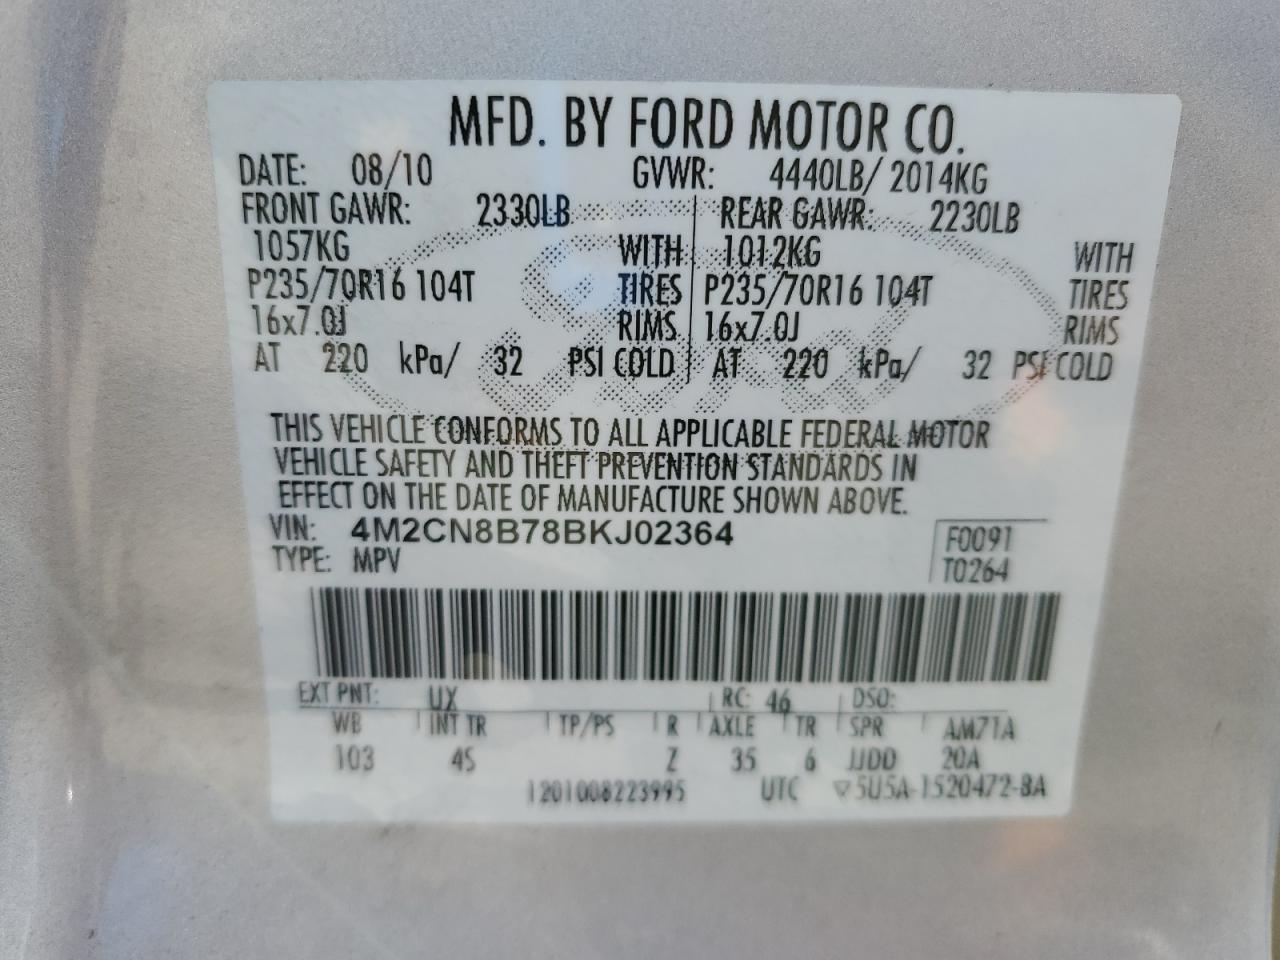 MFD. BY FORD MOTOR CO.
DATE: 08/10 GVWR: 4440LB/ 2014KG
FRONT GAWR: 2330LB REAR GAWR: 2230LB
1057KG WITH 1012KG WITH
P235/70R16 104T TIRES P235/70R16 104T TIRES
16x7.0J RIMS 16x7.0J RIMS
AT 220 kPa/ 32 PSI COLD AT 220 kPa/ 32 PSI COLD
THIS VEHICLE CONFORMS TO ALL APPLICABLE FEDERAL MOTOR
VEHICLE SAFETY AND THEFT PREVENTION STANDARDS IN
EFFECT ON THE DATE OF MANUFACTURE SHOWN ABOVE.
VIN: 4M2CN8B78BKJ02364 F0091
TYPE: MPV T0264
EXT PNT: UX RC: 46 DSO:
WB INT TR TP/PS R AXLE TR SPR AM71A
103 4S Z 35 6 JJDD 20A
1201008223995 UTC ▽5U5A-1520472-BA